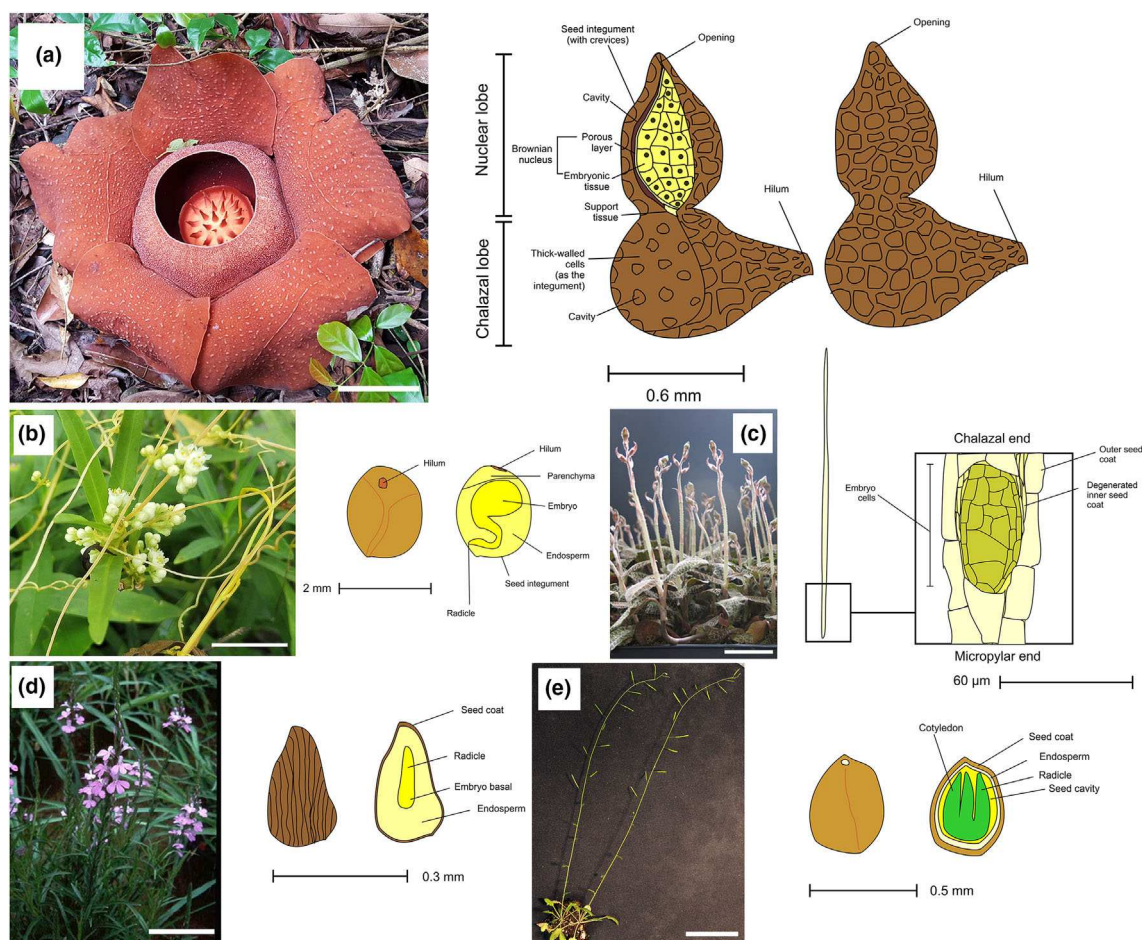 (a)
Seed integument
(with crevices)
Opening
Opening
Nuclear lobe
Cavity
Brownian
nucleus
Porous
layer
Embryonic
tissue
Hilum
Hilum
Support
tissue
Chalazal lobe
Thick-walled
cells
(as the
integument)
Cavity
0.6 mm
(b)
Hilum
Hilum
Parenchyma
Embryo
Endosperm
Seed integument
Radicle
2 mm
(c)
Chalazal end
Embryo
cells
Outer seed
coat
Degenerated
inner seed
coat
Micropylar end
60 µm
(d)
Seed coat
Radicle
Embryo basal
Endosperm
0.3 mm
(e)
Cotyledon
Seed coat
Endosperm
Radicle
Seed cavity
0.5 mm